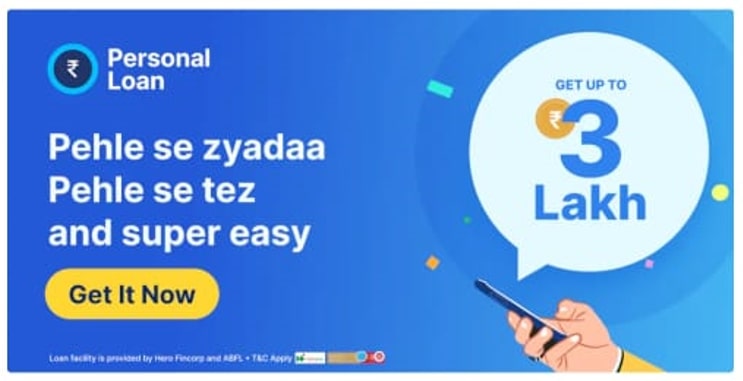 ₹ Personal
Loan
Pehle se zyadaa
Pehle se tez
and super easy
Get It Now
GET UP TO
₹ 3
Lakh
Loan facility is provided by Hero Fincorp and ABFL • T&C Apply